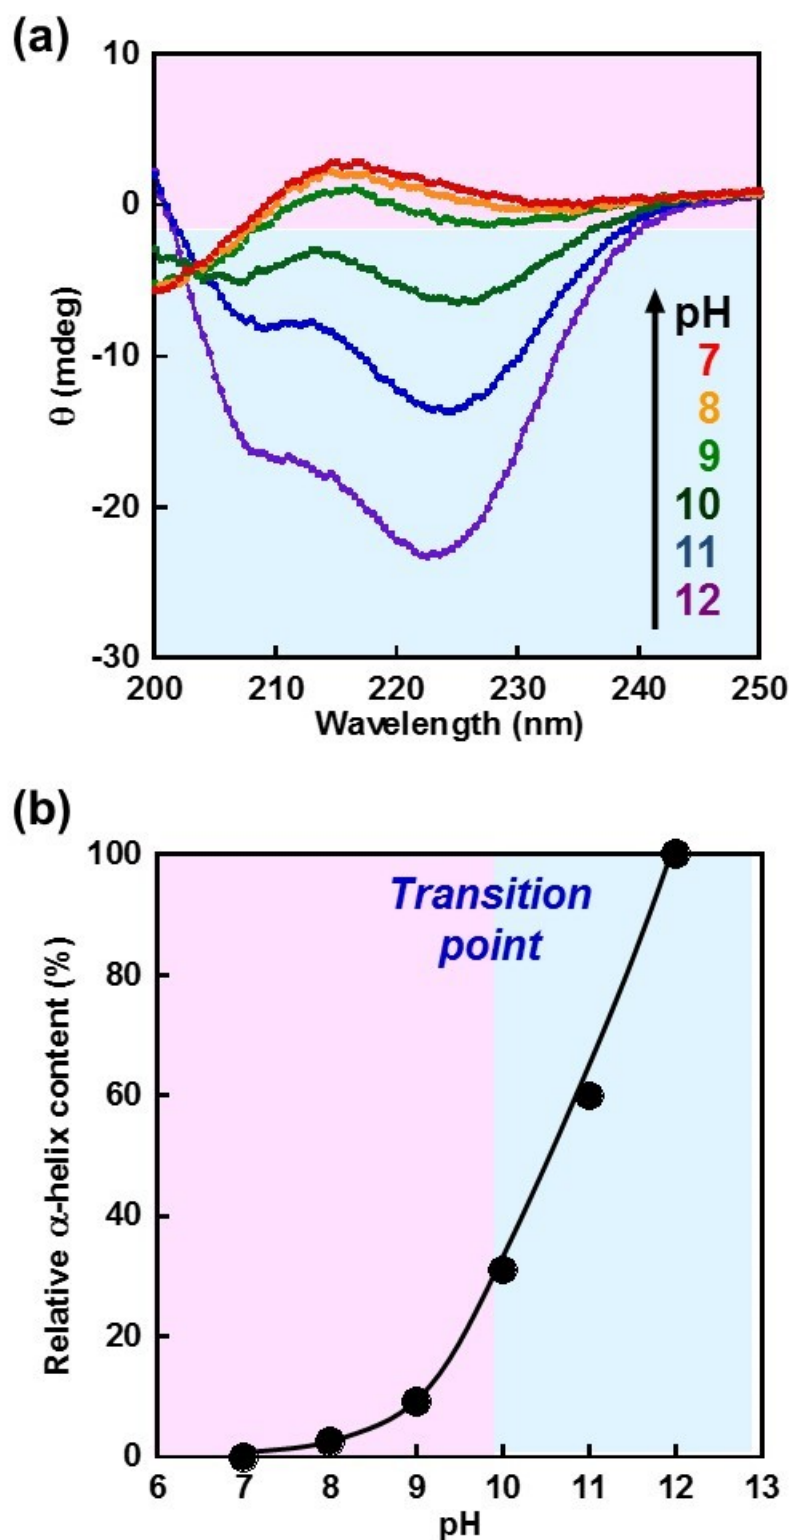 (a)
10
0
-10
-20
-30
θ (mdeg)
pH
7
8
9
10
11
12
200 210 220 230 240 250
Wavelength (nm)
(b)
100
80
60
40
20
0
Relative α-helix content (%)
Transition
point
6 7 8 9 10 11 12 13
pH